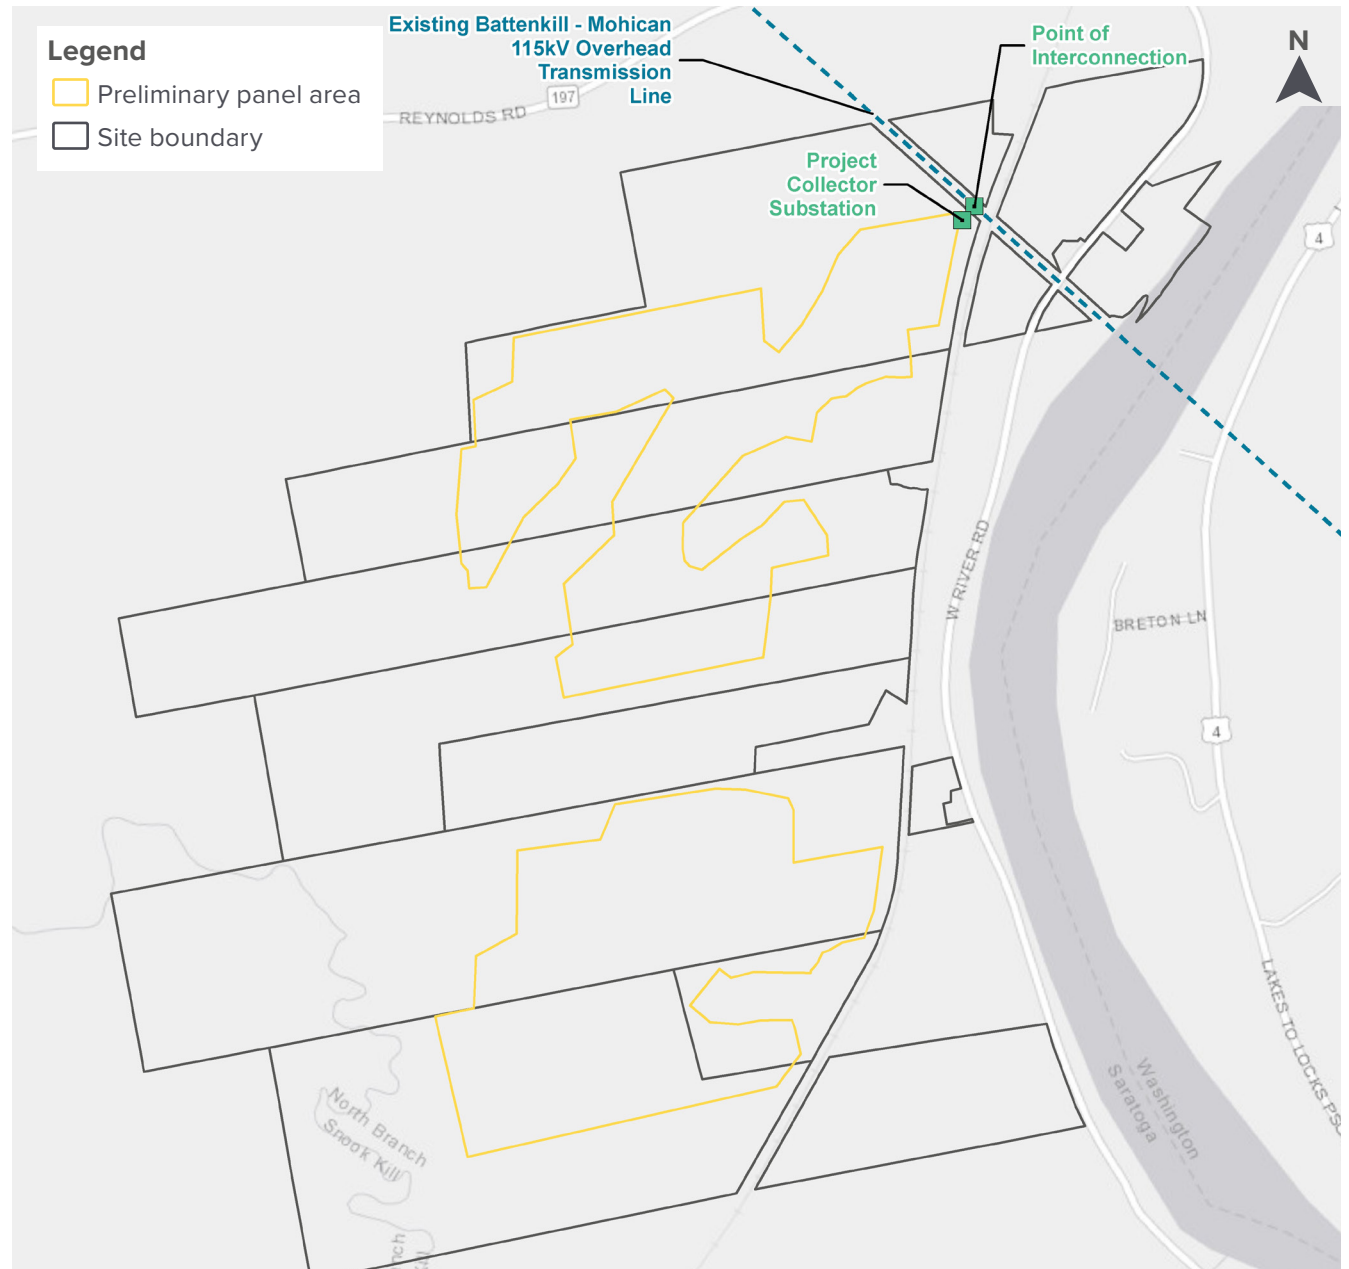 Legend
Preliminary panel area
Site boundary
Existing Battenkill - Mohican
115kV Overhead
Transmission
Line
Point of
Interconnection
N
197
REYNOLDS RD
Project
Collector
Substation
4
W RIVER RD
BRETON LN
4
LAKES TO LOCKS
Washington
Saratoga
North Branch
Snook Kill